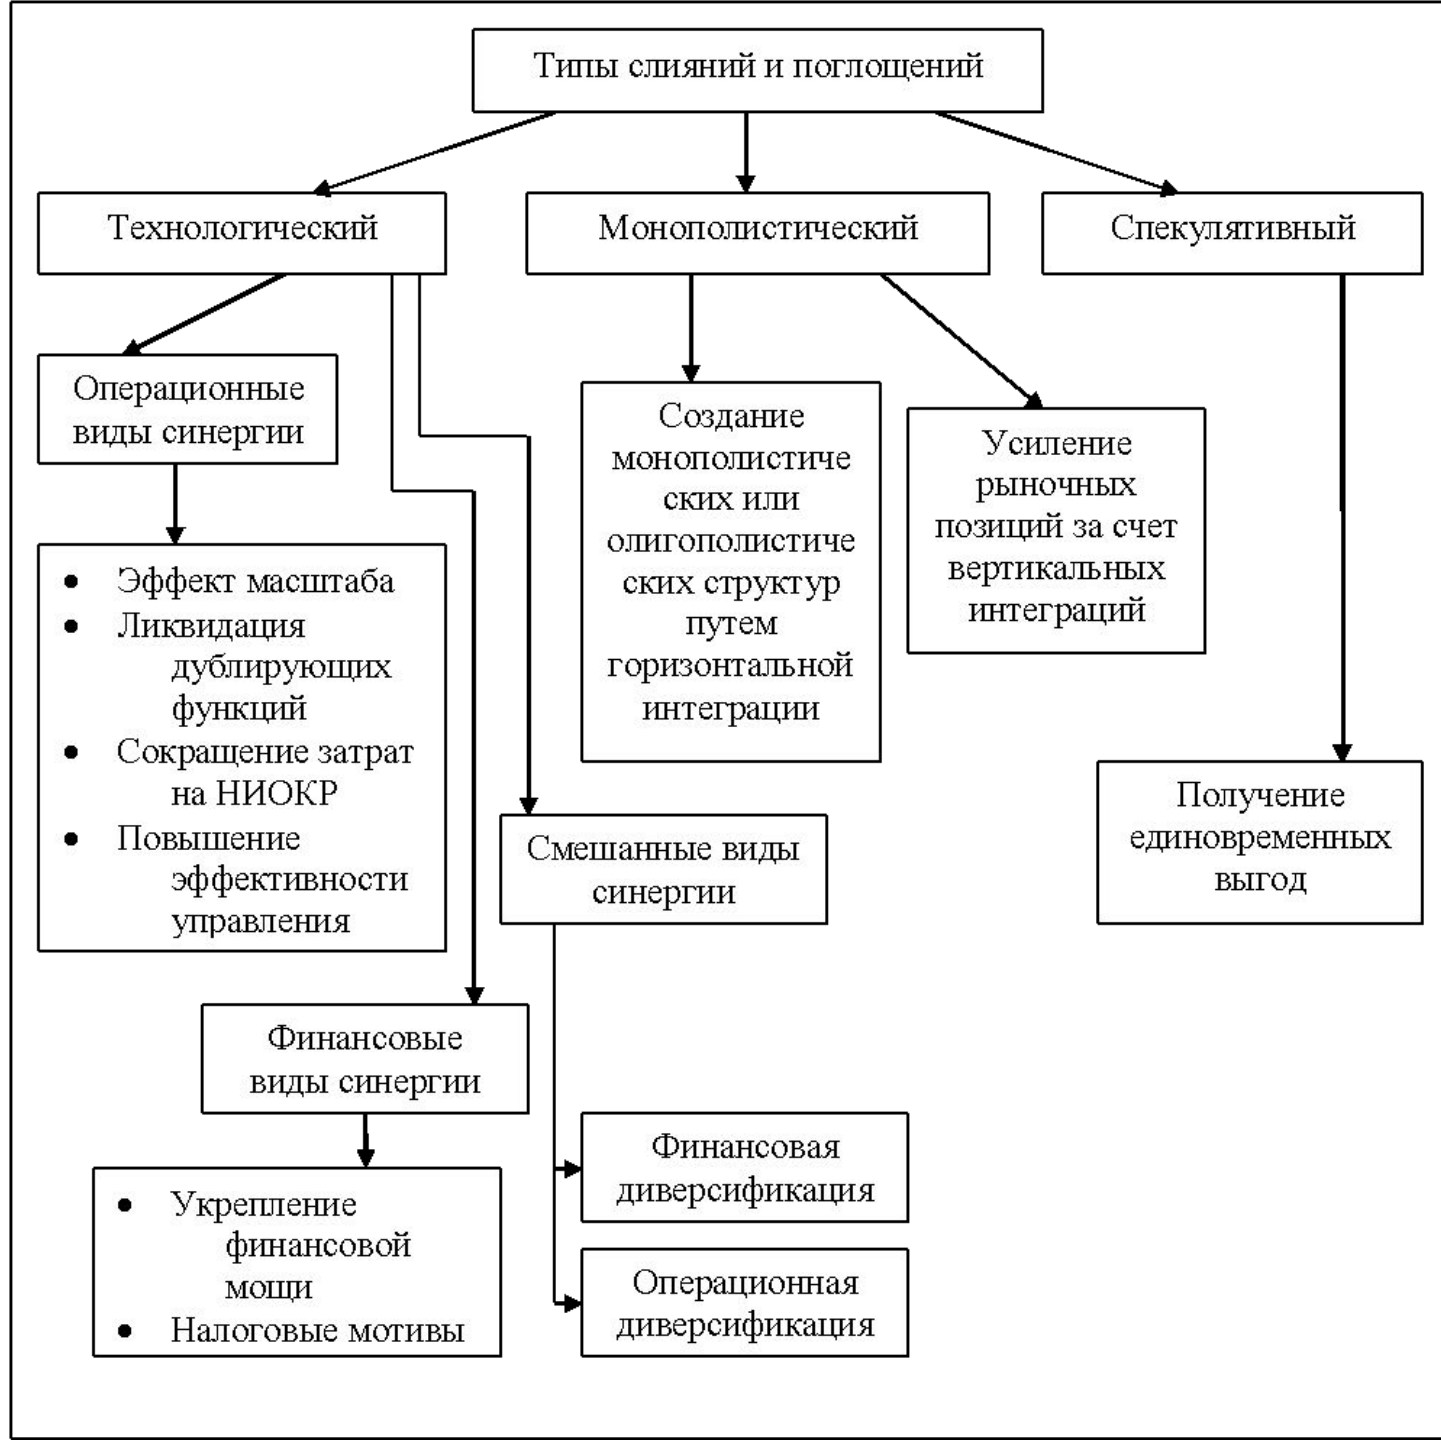 Типы слияний и поглощений
Технологический
Монополистический
Спекулятивный
Операционные
виды синергии
Создание
монополистиче
ских или
олигополистиче
ских структур
путем
горизонтальной
интеграции
Усиление
рыночных
позиций за счет
вертикальных
интеграций
• Эффект масштаба
• Ликвидация
дублирующих
функций
• Сокращение затрат
на НИОКР
• Повышение
эффективности
управления
Получение
единовременных
выгод
Смешанные виды
синергии
Финансовые
виды синергии
Финансовая
диверсификация
• Укрепление
финансовой
мощи
• Налоговые мотивы
Операционная
диверсификация